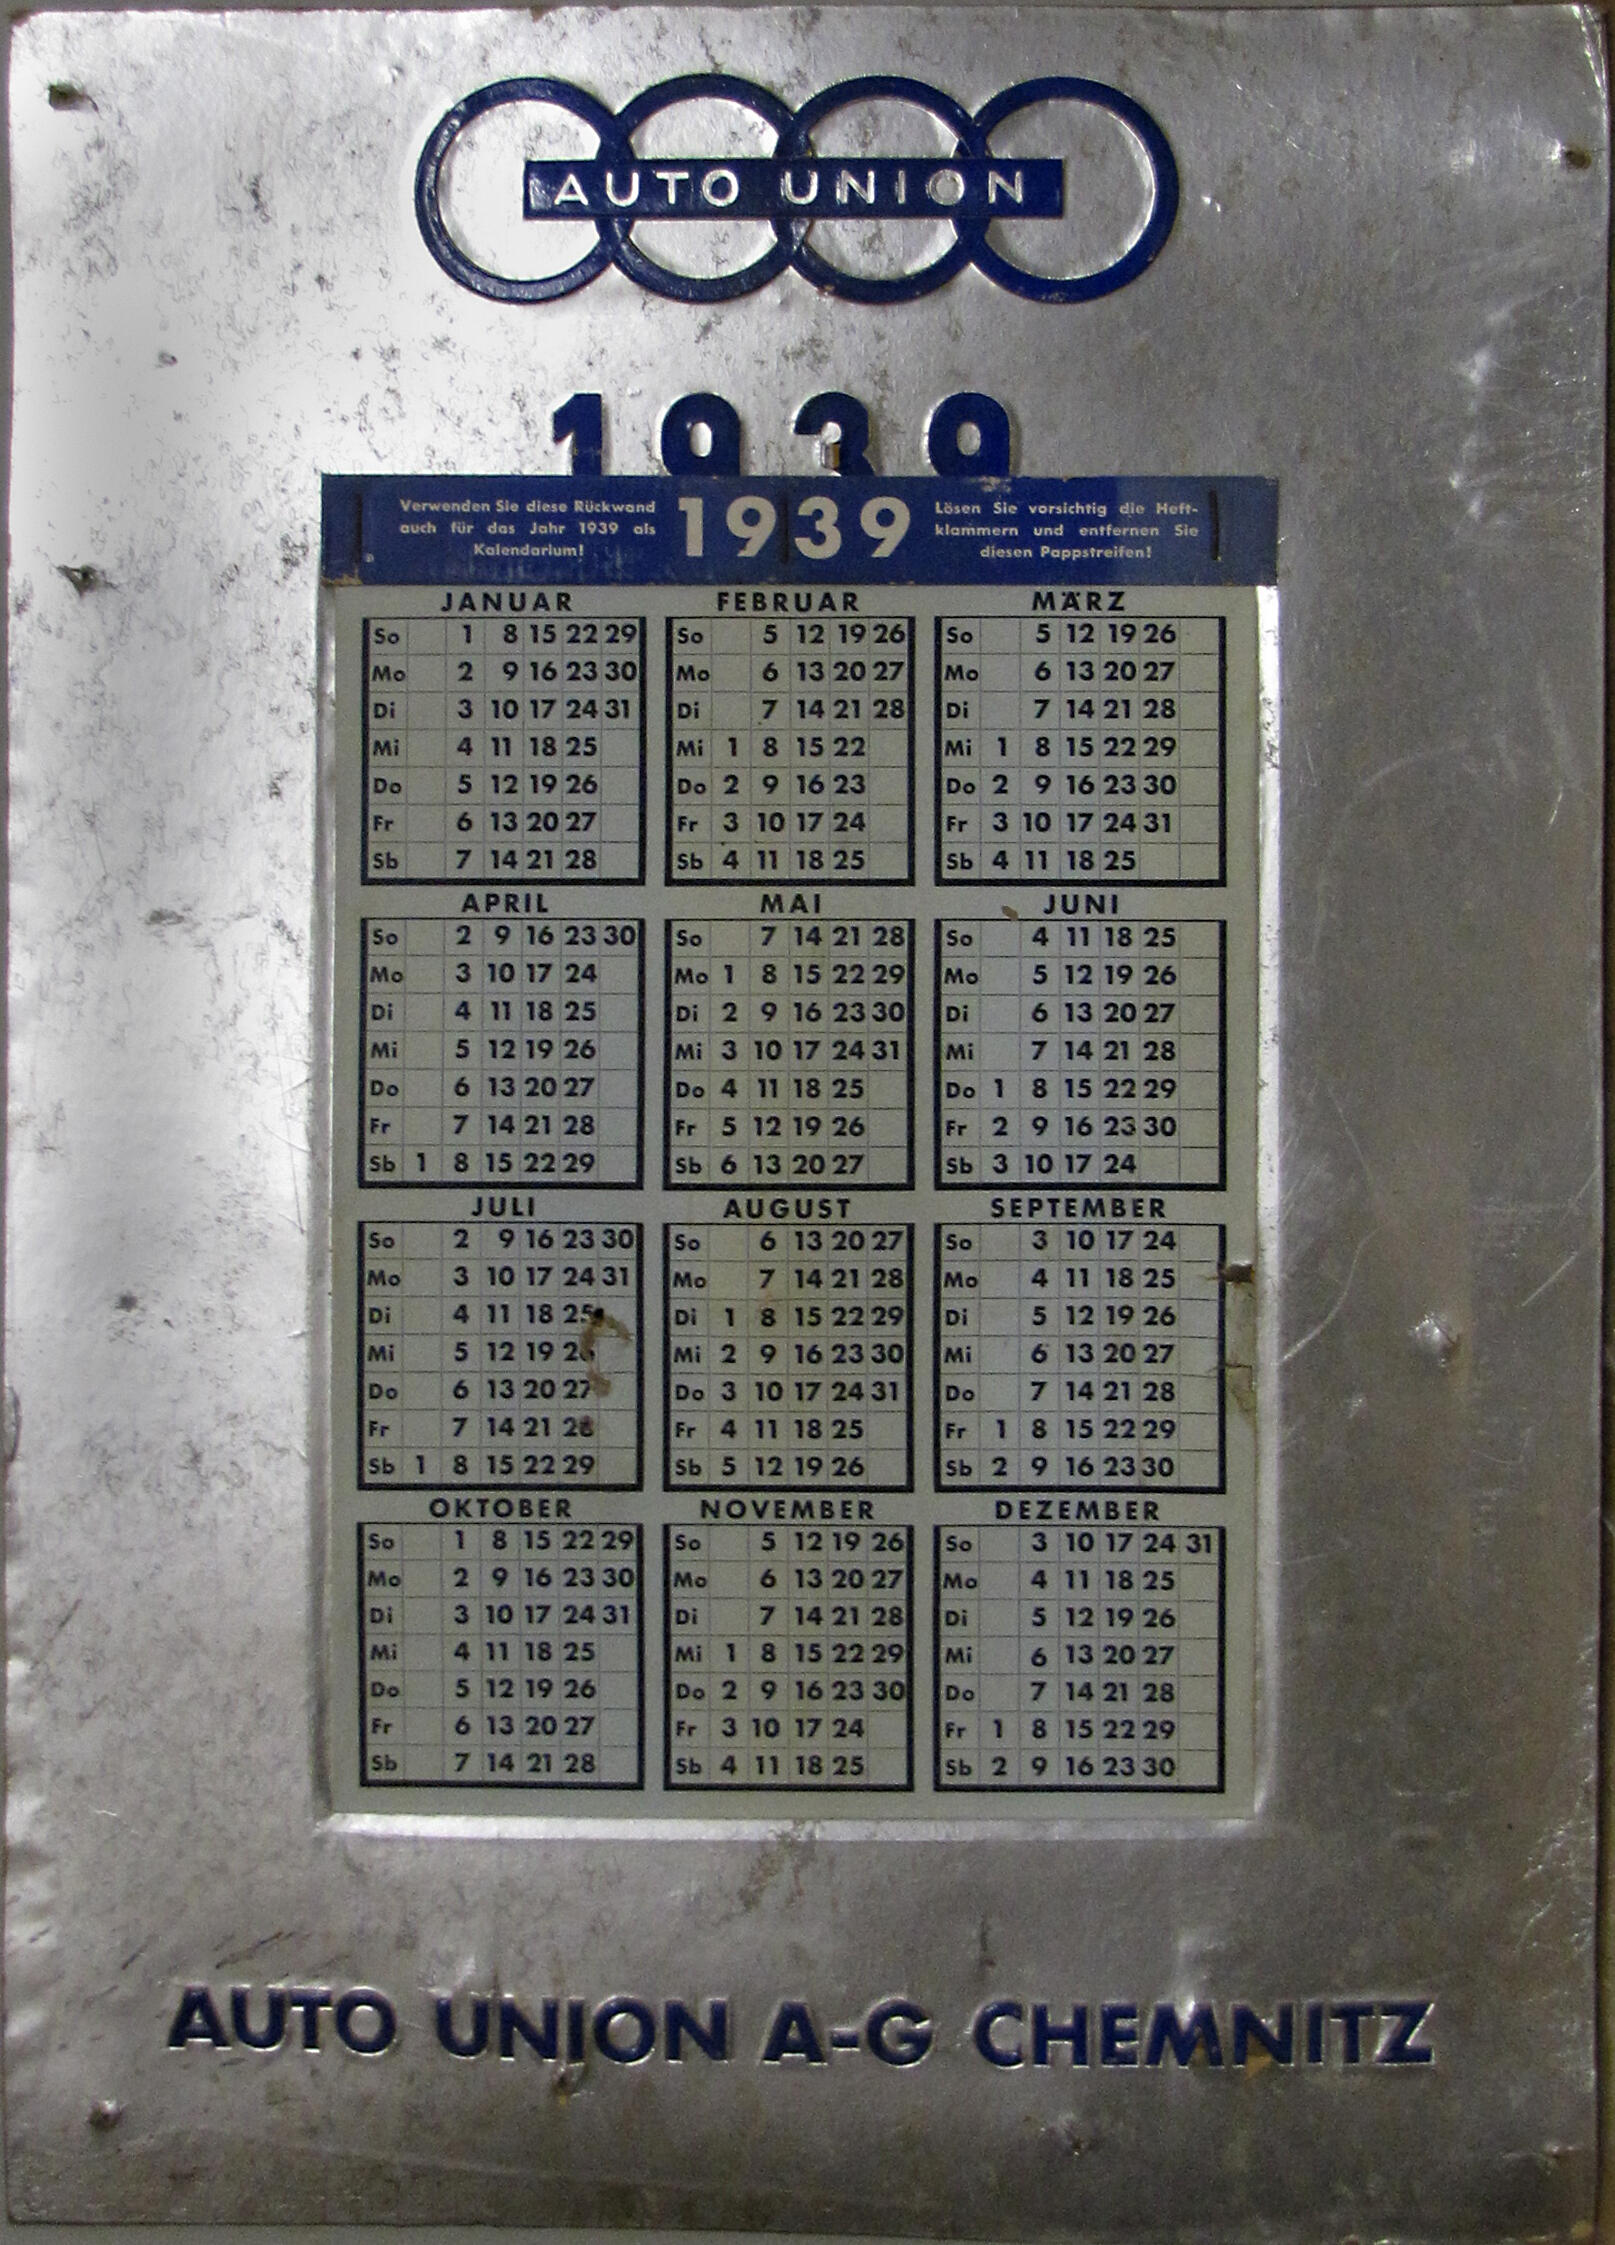 AUTO UNION
1939
Verwenden Sie diese Rückwand
auch für das Jahr 1939 als
Kalendarium!
1939
Lösen Sie vorsichtig die Heft-
klammern und entfernen Sie
diesen Pappstreifen!
JANUAR
So 1 8 15 22 29
Mo 2 9 16 23 30
Di 3 10 17 24 31
Mi 4 11 18 25
Do 5 12 19 26
Fr 6 13 20 27
Sb 7 14 21 28
FEBRUAR
So 5 12 19 26
Mo 6 13 20 27
Di 7 14 21 28
Mi 1 8 15 22
Do 2 9 16 23
Fr 3 10 17 24
Sb 4 11 18 25
MÄRZ
So 5 12 19 26
Mo 6 13 20 27
Di 7 14 21 28
Mi 1 8 15 22 29
Do 2 9 16 23 30
Fr 3 10 17 24 31
Sb 4 11 18 25
APRIL
So 2 9 16 23 30
Mo 3 10 17 24
Di 4 11 18 25
Mi 5 12 19 26
Do 6 13 20 27
Fr 7 14 21 28
Sb 1 8 15 22 29
MAI
So 7 14 21 28
Mo 1 8 15 22 29
Di 2 9 16 23 30
Mi 3 10 17 24 31
Do 4 11 18 25
Fr 5 12 19 26
Sb 6 13 20 27
JUNI
So 4 11 18 25
Mo 5 12 19 26
Di 6 13 20 27
Mi 7 14 21 28
Do 1 8 15 22 29
Fr 2 9 16 23 30
Sb 3 10 17 24
JULI
So 2 9 16 23 30
Mo 3 10 17 24 31
Di 4 11 18 25
Mi 5 12 19 26
Do 6 13 20 27
Fr 7 14 21 28
Sb 1 8 15 22 29
AUGUST
So 6 13 20 27
Mo 7 14 21 28
Di 1 8 15 22 29
Mi 2 9 16 23 30
Do 3 10 17 24 31
Fr 4 11 18 25
Sb 5 12 19 26
SEPTEMBER
So 3 10 17 24
Mo 4 11 18 25
Di 5 12 19 26
Mi 6 13 20 27
Do 7 14 21 28
Fr 1 8 15 22 29
Sb 2 9 16 23 30
OKTOBER
So 1 8 15 22 29
Mo 2 9 16 23 30
Di 3 10 17 24 31
Mi 4 11 18 25
Do 5 12 19 26
Fr 6 13 20 27
Sb 7 14 21 28
NOVEMBER
So 5 12 19 26
Mo 6 13 20 27
Di 7 14 21 28
Mi 1 8 15 22 29
Do 2 9 16 23 30
Fr 3 10 17 24
Sb 4 11 18 25
DEZEMBER
So 3 10 17 24 31
Mo 4 11 18 25
Di 5 12 19 26
Mi 6 13 20 27
Do 7 14 21 28
Fr 1 8 15 22 29
Sb 2 9 16 23 30
AUTO UNION A-G CHEMNITZ